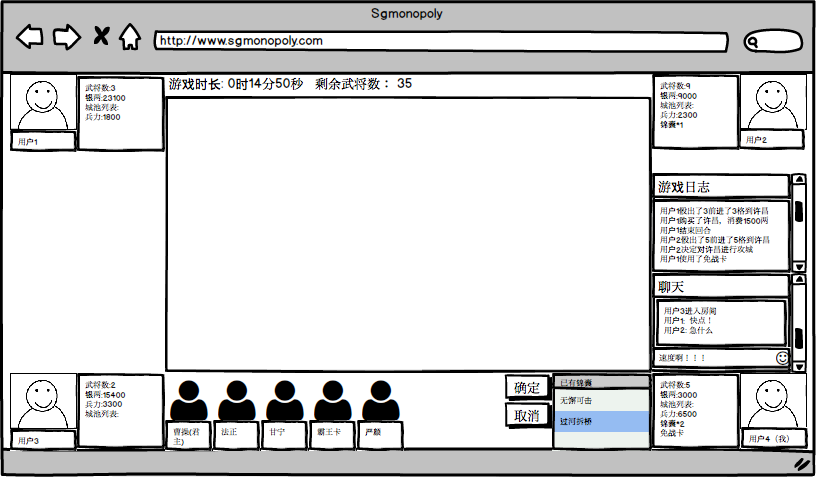 Sgmonopoly
http://www.sgmonopoly.com
游戏时长: 0时14分50秒 剩余武将数： 35
武将数:3
银两:23100
城池列表:
兵力:1800
用户1
武将数:9
银两:9000
城池列表:
兵力:2300
锦囊*1
用户2
游戏日志
用户1骰出了3前进了3格到许昌
用户1购买了许昌，消费1500两
用户1结束回合
用户2骰出了5前进了5格到许昌
用户2决定对许昌进行攻城
用户1使用了免战卡
聊天
用户3进入房间
用户1: 快点！
用户2: 急什么
速度啊！！！
武将数:2
银两:15400
兵力:3300
城池列表:
用户3
曹操(君
主)
法正
甘宁
霸王卡
严颜
确定
取消
已有锦囊
无懈可击
过河拆桥
武将数:5
银两:3000
城池列表:
兵力:6500
锦囊*2
免战卡
用户4（我）